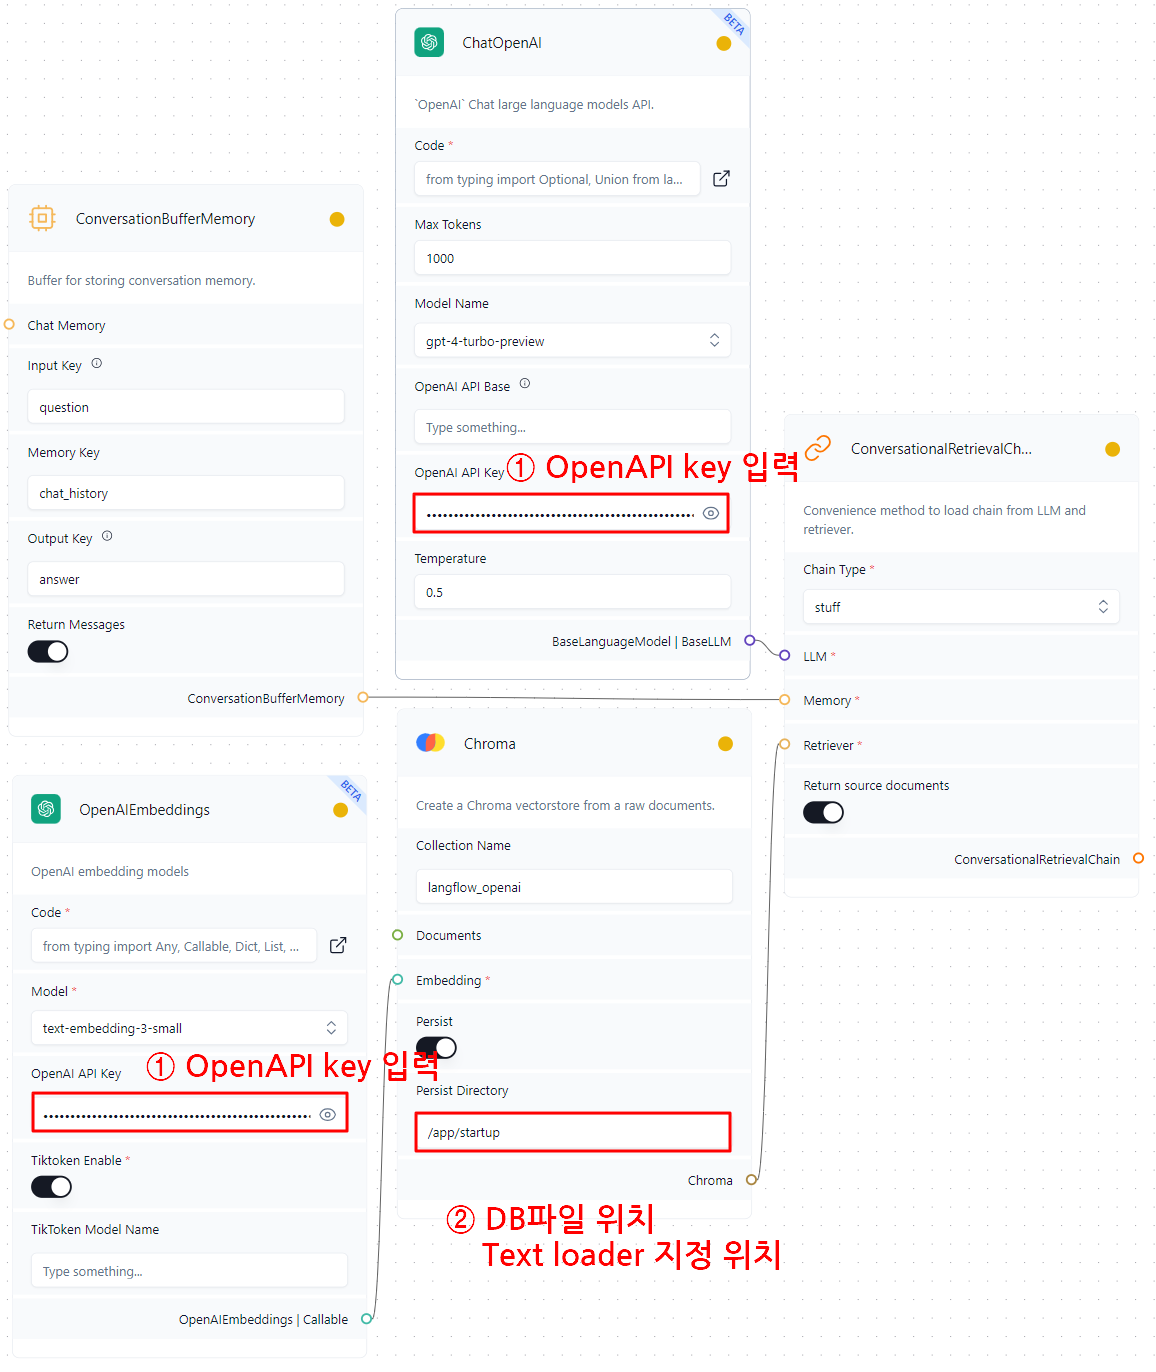 BETA
ChatOpenAI
`OpenAI` Chat large language models API.
Code *
from typing import Optional, Union from la...
Max Tokens
1000
Model Name
gpt-4-turbo-preview
OpenAI API Base
Type something...
OpenAI API Key
① OpenAPI key 입력
••••••••••••••••••••••••••••••••••••••••••••••••••
Temperature
0.5
BaseLanguageModel | BaseLLM
ConversationBufferMemory
Buffer for storing conversation memory.
Chat Memory
Input Key
question
Memory Key
chat_history
Output Key
answer
Return Messages
ConversationBufferMemory
ConversationalRetrievalCh...
Convenience method to load chain from LLM and
retriever.
Chain Type *
stuff
LLM *
Memory *
Retriever *
Return source documents
ConversationalRetrievalChain
BETA
OpenAIEmbeddings
OpenAI embedding models
Code *
from typing import Any, Callable, Dict, List, ...
Model *
text-embedding-3-small
OpenAI API Key
① OpenAPI key 입력
••••••••••••••••••••••••••••••••••••••••••••••••••
Tiktoken Enable *
TikToken Model Name
Type something...
OpenAIEmbeddings | Callable
Chroma
Create a Chroma vectorstore from a raw documents.
Collection Name
langflow_openai
Documents
Embedding *
Persist
Persist Directory
/app/startup
Chroma
② DB파일 위치
Text loader 지정 위치